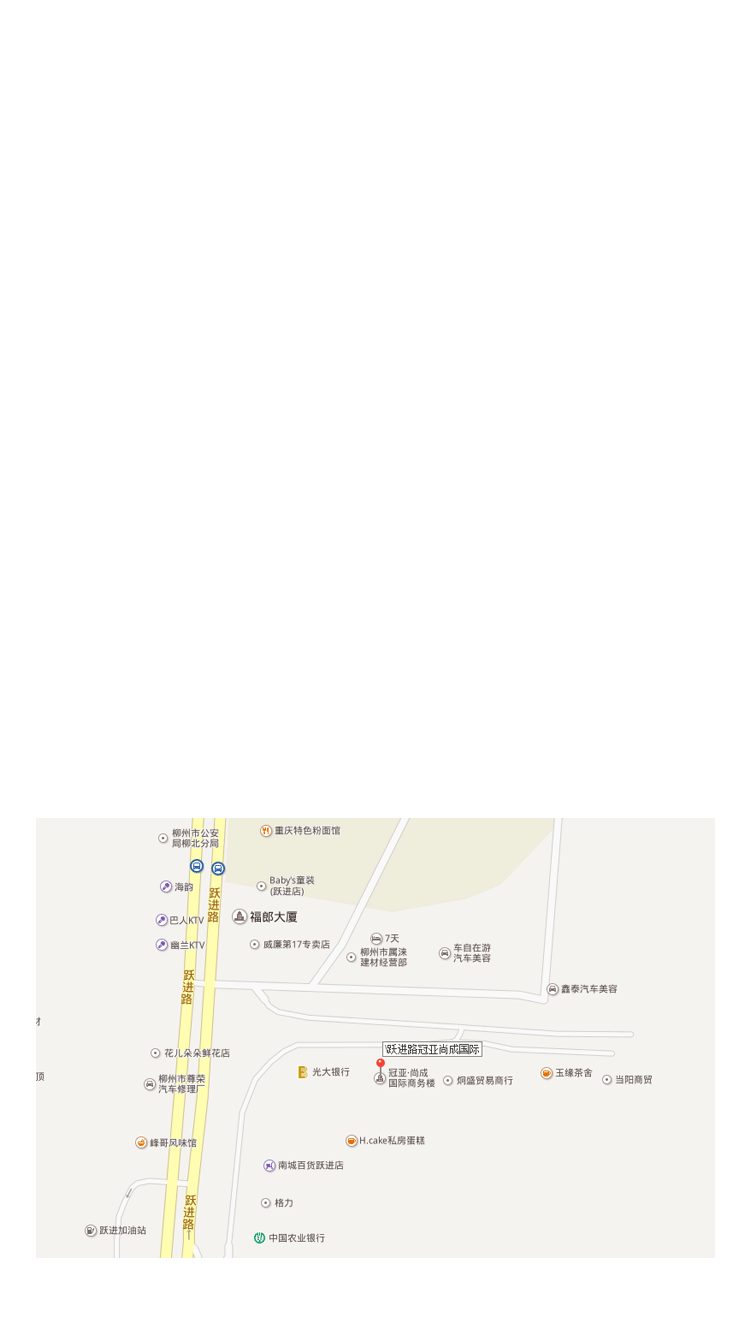 柳州市公安
局柳北分局
重庆特色粉面馆
海韵
Baby's童装
(跃进店)
跃进路
巴人KTV
福郎大厦
幽兰KTV
威廉第17专卖店
7天
柳州市属涞
建材经营部
车自在游
汽车美容
跃进路
鑫泰汽车美容
材
花儿朵朵鲜花店
跃进路冠亚尚成国际
顶
柳州市尊荣
汽车修理厂
光大银行
冠亚·尚成
国际商务楼
炯盛贸易商行
玉缘茶舍
当阳商贸
峰哥风味馆
H.cake私房蛋糕
南城百货跃进店
格力
跃进路
跃进加油站
中国农业银行